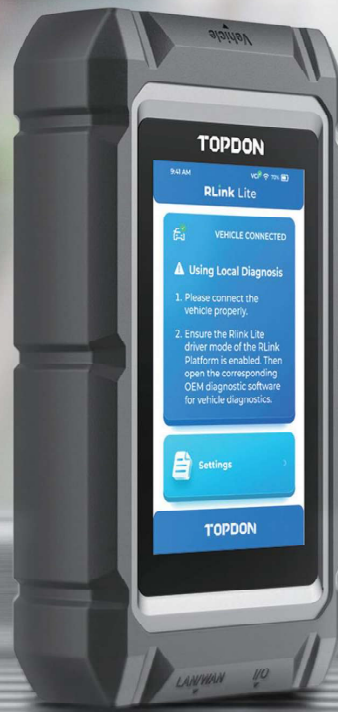 Vehicle
TOPDON
9:41 AM VCI 70%
RLink Lite
VEHICLE CONNECTED
Using Local Diagnosis
1. Please connect the
vehicle properly.
2. Ensure the Rlink Lite
driver mode of the RLink
Platform is enabled. Then
open the corresponding
OEM diagnostic software
for vehicle diagnostics.
Settings
TOPDON
LAN/WAN I/O